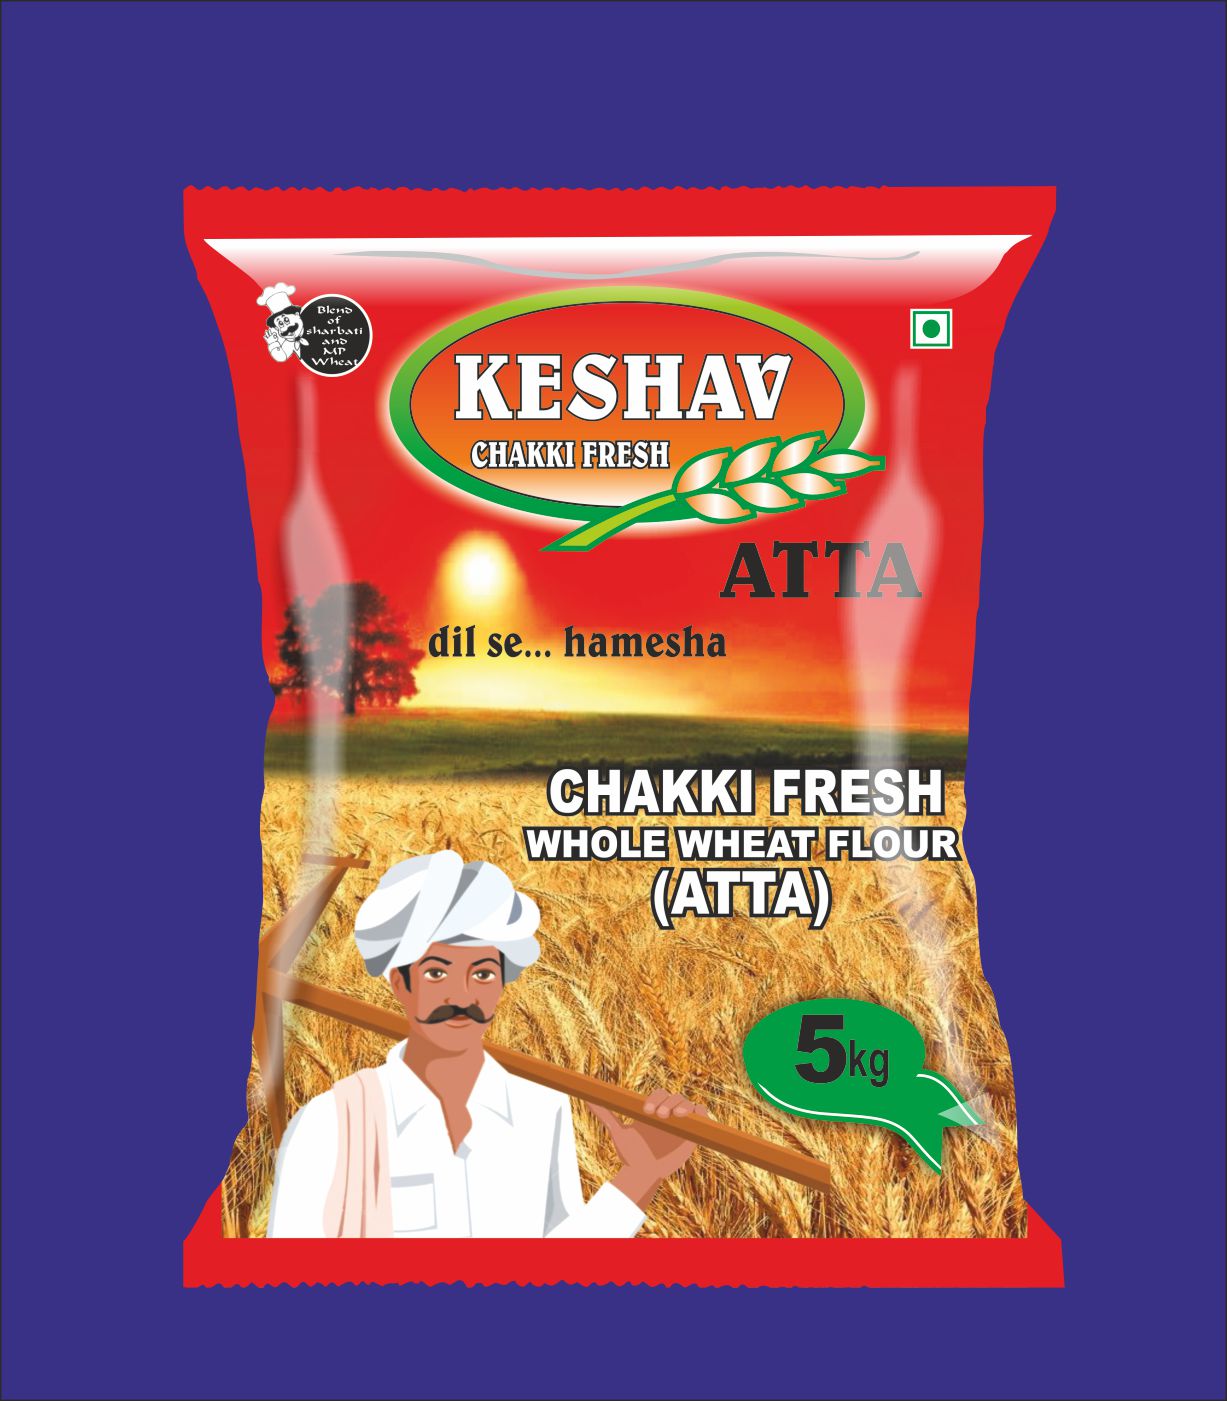 Blend
of
sharbati
and
MP
Wheat
KESHAV
CHAKKI FRESH
ATTA
dil se... hamesha
CHAKKI FRESH
WHOLE WHEAT FLOUR
(ATTA)
5kg